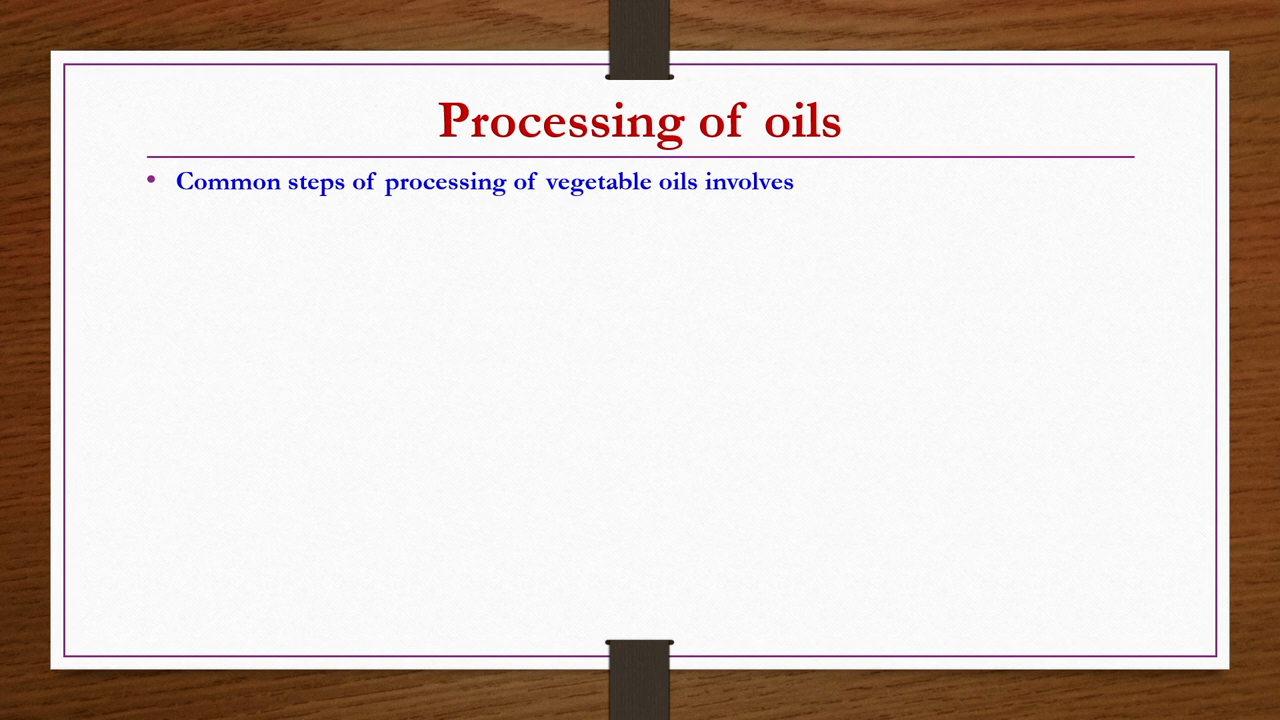 Processing of oils
• Common steps of processing of vegetable oils involves